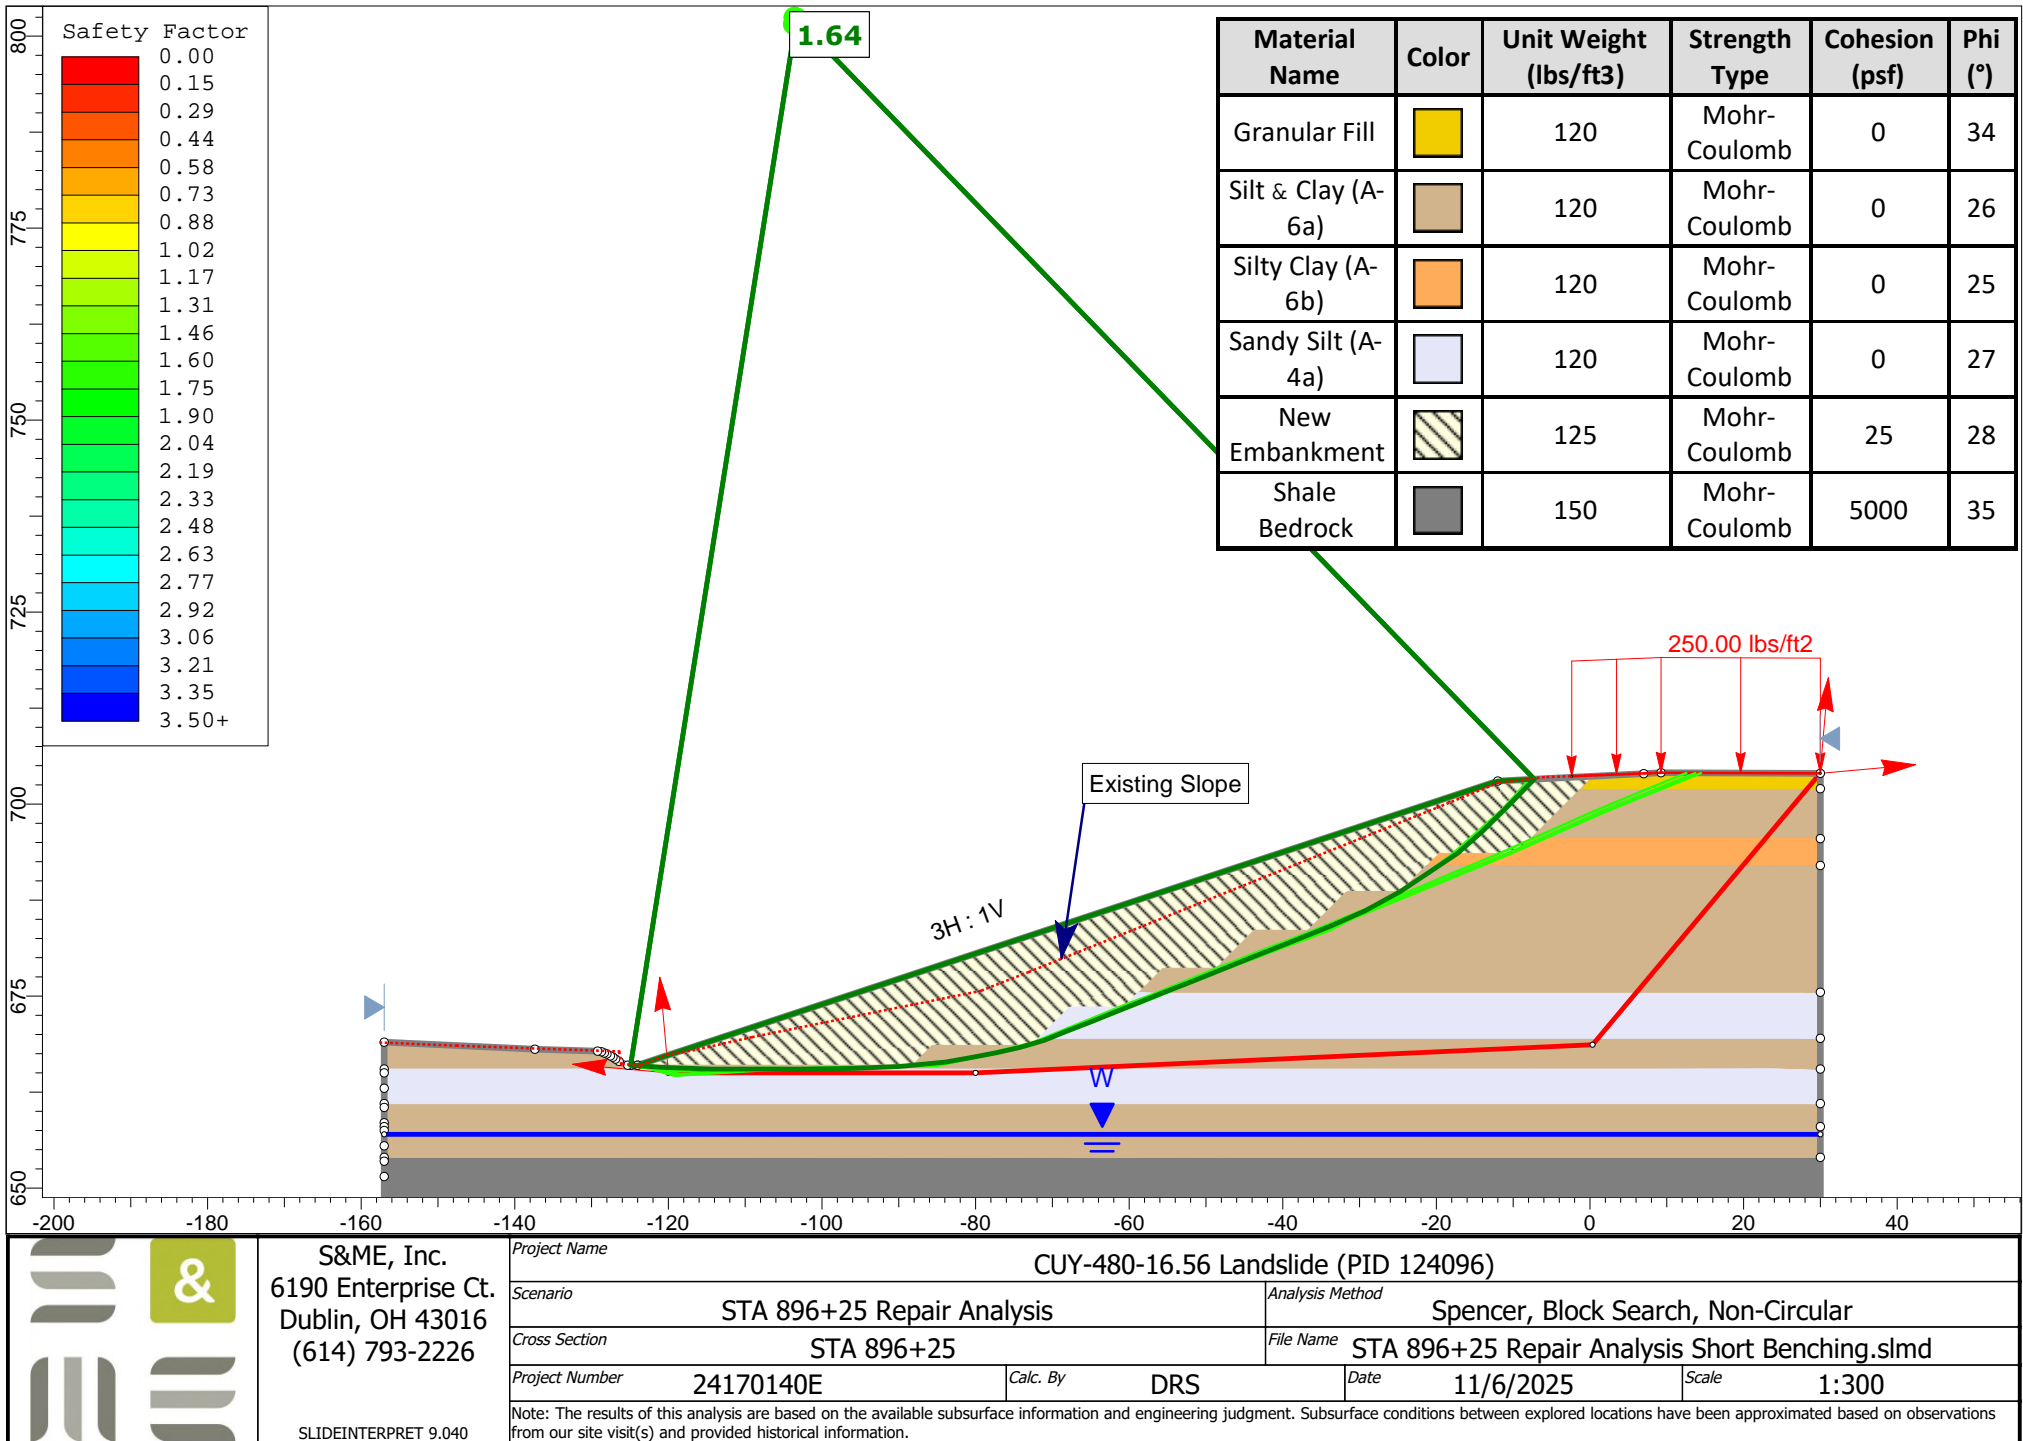 Safety Factor
0.00
0.15
0.29
0.44
0.58
0.73
0.88
1.02
1.17
1.31
1.46
1.60
1.75
1.90
2.04
2.19
2.33
2.48
2.63
2.77
2.92
3.06
3.21
3.35
3.50+
800
775
750
725
700
675
650
1.64
Material Name Color Unit Weight (lbs/ft3) Strength Type Cohesion (psf) Phi (°)
Granular Fill 120 Mohr-Coulomb 0 34
Silt & Clay (A-6a) 120 Mohr-Coulomb 0 26
Silty Clay (A-6b) 120 Mohr-Coulomb 0 25
Sandy Silt (A-4a) 120 Mohr-Coulomb 0 27
New Embankment 125 Mohr-Coulomb 25 28
Shale Bedrock 150 Mohr-Coulomb 5000 35
250.00 lbs/ft2
Existing Slope
3H : 1V
W
-200 -180 -160 -140 -120 -100 -80 -60 -40 -20 0 20 40
&
S&ME, Inc.
6190 Enterprise Ct.
Dublin, OH 43016
(614) 793-2226
SLIDEINTERPRET 9.040
Project Name
CUY-480-16.56 Landslide (PID 124096)
Scenario
STA 896+25 Repair Analysis
Analysis Method
Spencer, Block Search, Non-Circular
Cross Section
STA 896+25
File Name
STA 896+25 Repair Analysis Short Benching.slmd
Project Number
24170140E
Calc. By
DRS
Date
11/6/2025
Scale
1:300
Note: The results of this analysis are based on the available subsurface information and engineering judgment. Subsurface conditions between explored locations have been approximated based on observations
from our site visit(s) and provided historical information.